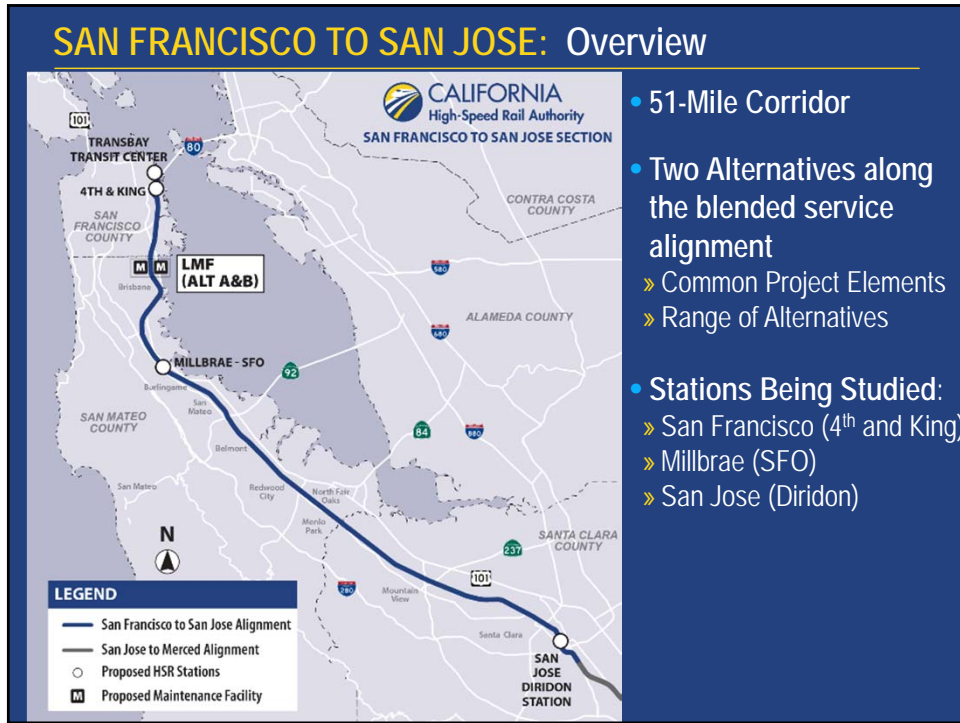 SAN FRANCISCO TO SAN JOSE: Overview
CALIFORNIA
High-Speed Rail Authority
SAN FRANCISCO TO SAN JOSE SECTION
101
TRANSBAY
TRANSIT CENTER
80
4TH & KING
SAN
FRANCISCO
COUNTY
CONTRA COSTA
COUNTY
M M
LMF
(ALT A&B)
Brisbane
580
ALAMEDA COUNTY
680
MILLBRAE - SFO
92
Burlingame
San
Mateo
SAN MATEO
COUNTY
84
880
Belmont
San Mateo
Redwood
City
North Fair
Oaks
Menlo
Park
N
SANTA CLARA
COUNTY
237
101
280
Mountain
View
Santa Clara
SAN
JOSE
DIRIDON
STATION
LEGEND
San Francisco to San Jose Alignment
San Jose to Merced Alignment
Proposed HSR Stations
M Proposed Maintenance Facility
• 51-Mile Corridor
• Two Alternatives along
the blended service
alignment
» Common Project Elements
» Range of Alternatives
• Stations Being Studied:
» San Francisco (4th and King)
» Millbrae (SFO)
» San Jose (Diridon)